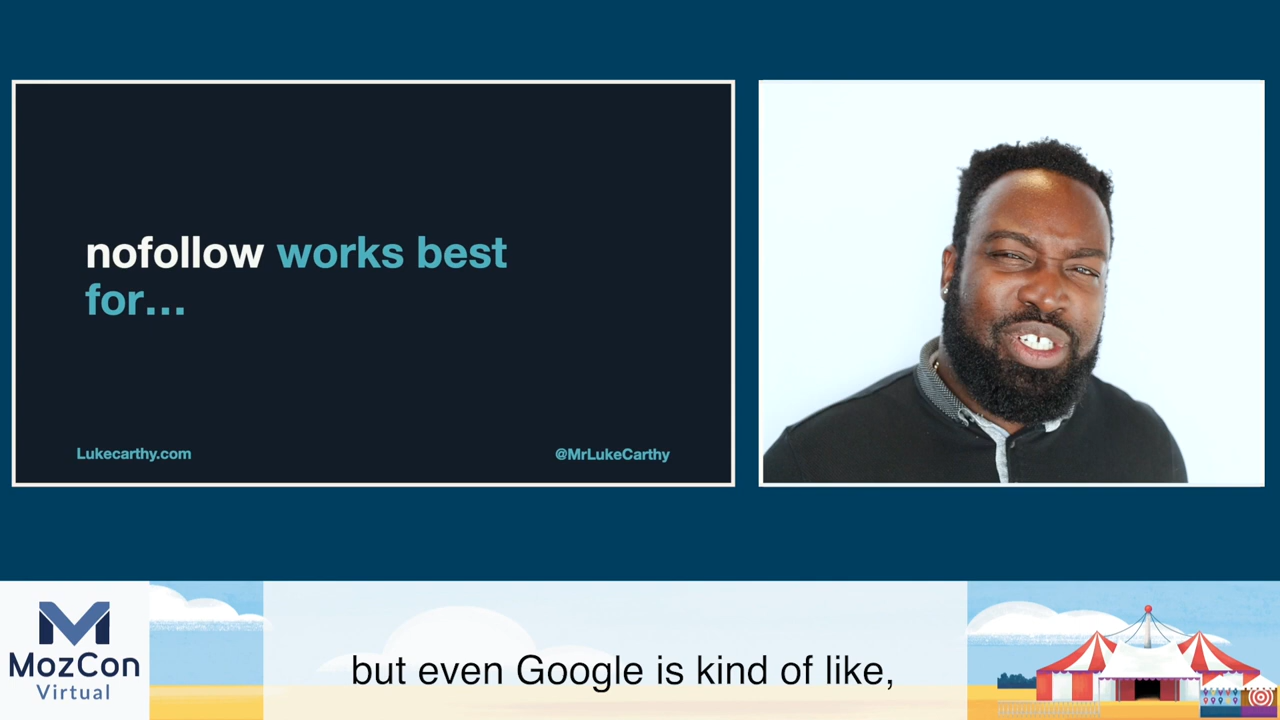 nofollow works best
for...
Lukecarthy.com
@MrLukeCarthy
MozCon
Virtual
but even Google is kind of like,